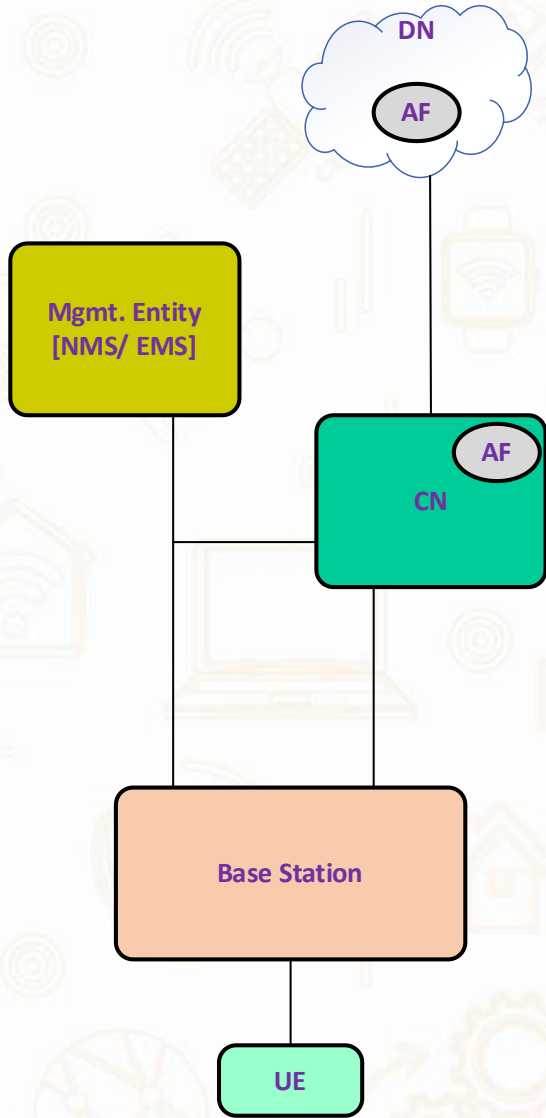 DN
AF
Mgmt. Entity
[NMS/ EMS]
AF
CN
Base Station
UE